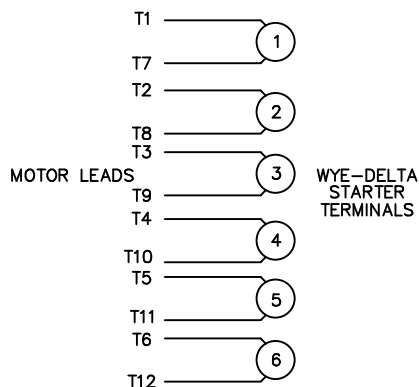 T1
1
T7
T2
2
T8
T3
MOTOR LEADS
3
WYE-DELTA
STARTER
TERMINALS
T9
T4
4
T10
T5
5
T11
T6
6
T12